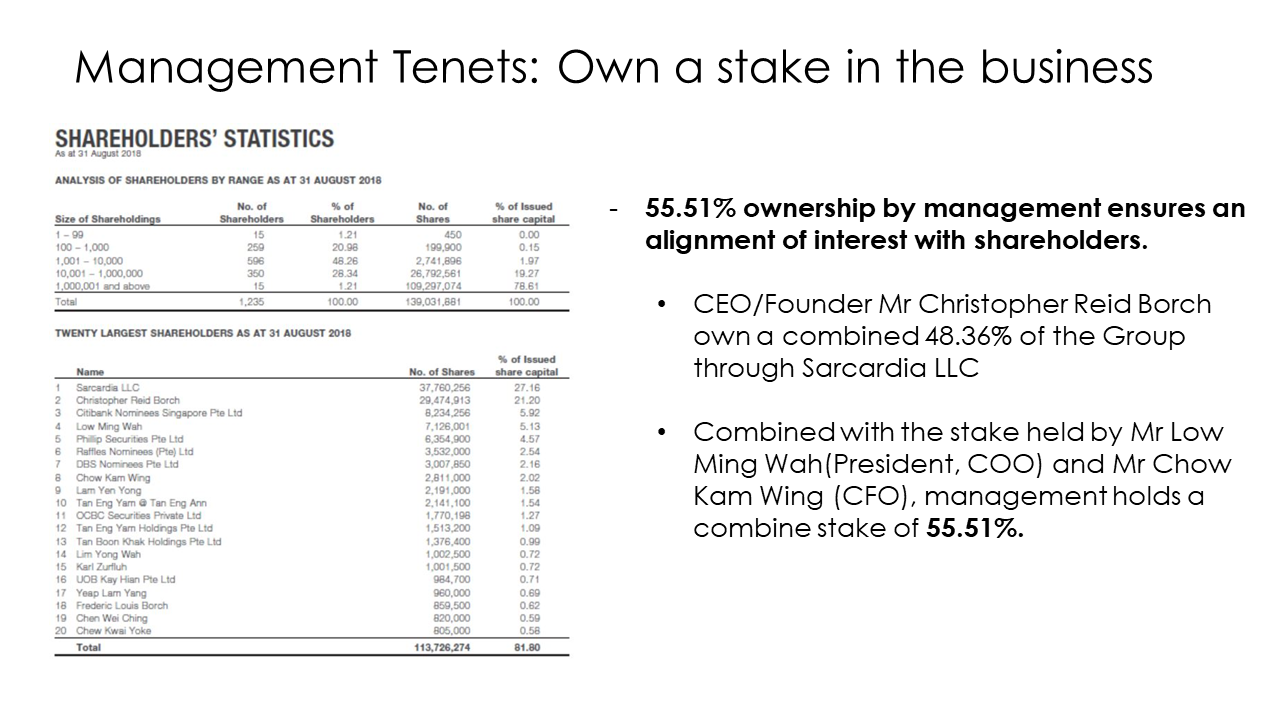 Management Tenets: Own a stake in the business
SHAREHOLDERS' STATISTICS
As at 31 August 2018
ANALYSIS OF SHAREHOLDERS BY RANGE AS AT 31 AUGUST 2018
No. of % of No. of % of Issued
Size of Shareholdings Shareholders Shareholders Shares share capital
1 – 99 15 1.21 450 0.00
100 – 1,000 259 20.98 199,900 0.15
1,001 – 10,000 596 48.26 2,741,896 1.97
10,001 – 1,000,000 350 28.34 26,792,561 19.27
1,000,001 and above 15 1.21 109,297,074 78.61
Total 1,235 100.00 139,031,881 100.00
TWENTY LARGEST SHAREHOLDERS AS AT 31 AUGUST 2018
% of Issued
Name No. of Shares share capital
1 Sarcardia LLC 37,760,256 27.16
2 Christopher Reid Borch 29,474,913 21.20
3 Citibank Nominees Singapore Pte Ltd 8,234,256 5.92
4 Low Ming Wah 7,126,001 5.13
5 Phillip Securities Pte Ltd 6,354,900 4.57
6 Raffles Nominees (Pte) Ltd 3,532,000 2.54
7 DBS Nominees Pte Ltd 3,007,850 2.16
8 Chow Kam Wing 2,811,000 2.02
9 Lam Yen Yong 2,191,000 1.58
10 Tan Eng Yam @ Tan Eng Ann 2,141,100 1.54
11 OCBC Securities Private Ltd 1,770,198 1.27
12 Tan Eng Yam Holdings Pte Ltd 1,513,200 1.09
13 Tan Boon Khak Holdings Pte Ltd 1,376,400 0.99
14 Lim Yong Wah 1,002,500 0.72
15 Karl Zurfluh 1,001,500 0.72
16 UOB Kay Hian Pte Ltd 984,700 0.71
17 Yeap Lam Yang 960,000 0.69
18 Frederic Louis Borch 859,500 0.62
19 Chen Wei Ching 820,000 0.59
20 Chew Kwai Yoke 805,000 0.58
Total 113,726,274 81.80
- 55.51% ownership by management ensures an
alignment of interest with shareholders.
• CEO/Founder Mr Christopher Reid Borch
own a combined 48.36% of the Group
through Sarcardia LLC
• Combined with the stake held by Mr Low
Ming Wah(President, COO) and Mr Chow
Kam Wing (CFO), management holds a
combine stake of 55.51%.